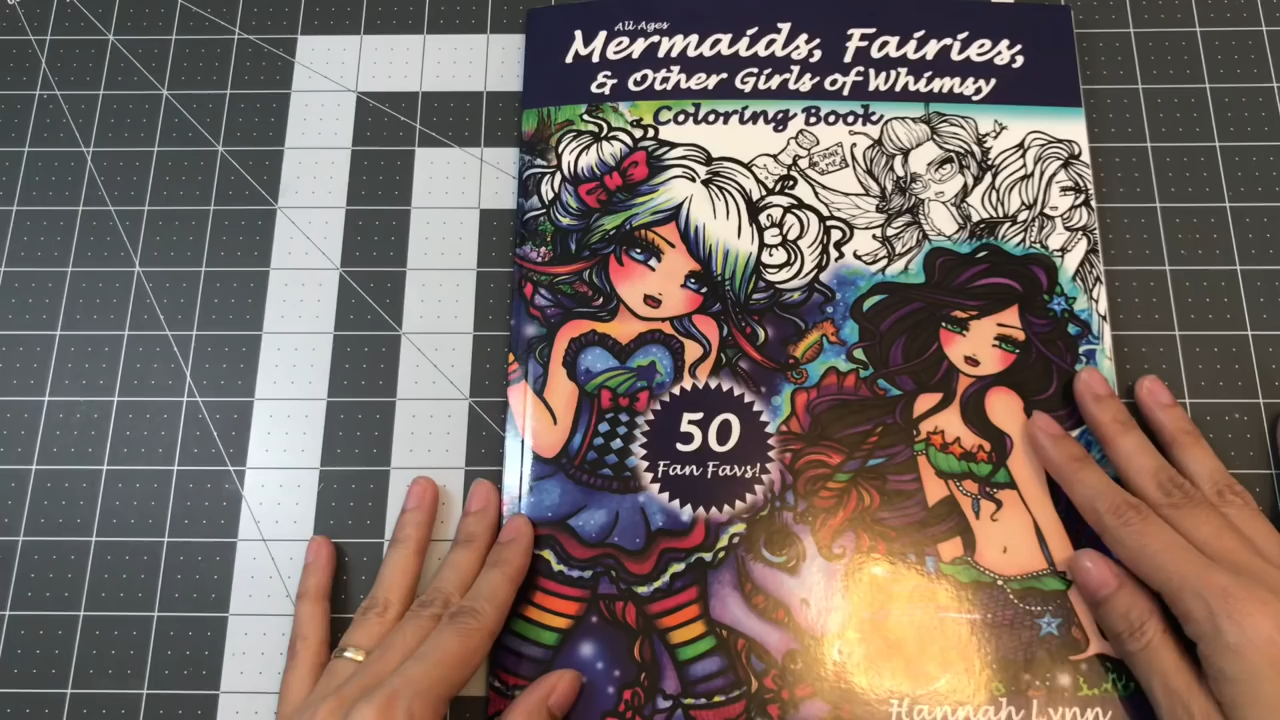 All Ages
Mermaids, Fairies,
& Other Girls of Whimsy
Coloring Book
DRINK
ME
50
Fan Favs!
Hannah Lynn